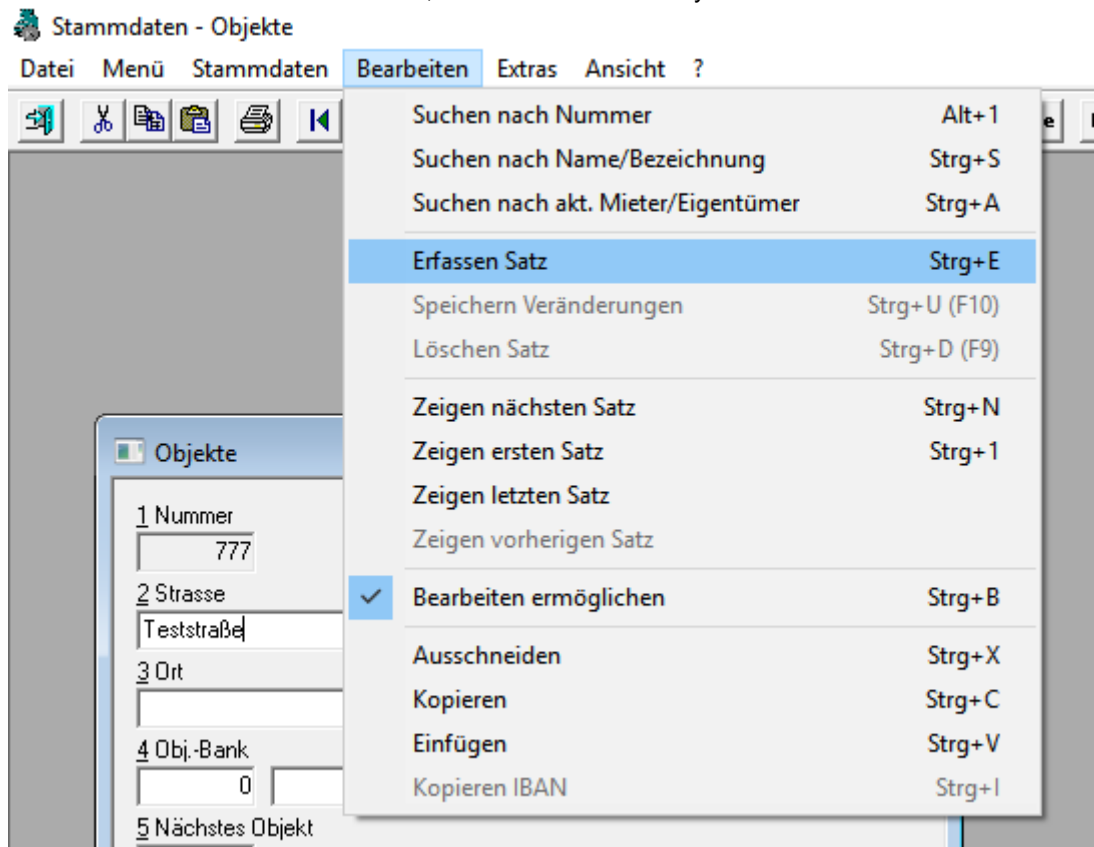 Stammdaten - Objekte
Datei Menü Stammdaten Bearbeiten Extras Ansicht ?
Suchen nach Nummer Alt+1
Suchen nach Name/Bezeichnung Strg+S
Suchen nach akt. Mieter/Eigentümer Strg+A
Erfassen Satz Strg+E
Speichern Veränderungen Strg+U (F10)
Löschen Satz Strg+D (F9)
Zeigen nächsten Satz Strg+N
Zeigen ersten Satz Strg+1
Zeigen letzten Satz
Zeigen vorherigen Satz
Bearbeiten ermöglichen Strg+B
Ausschneiden Strg+X
Kopieren Strg+C
Einfügen Strg+V
Kopieren IBAN Strg+I
Objekte
1 Nummer
777
2 Strasse
Teststraße
3 Ort
4 Obj.-Bank
0
5 Nächstes Objekt